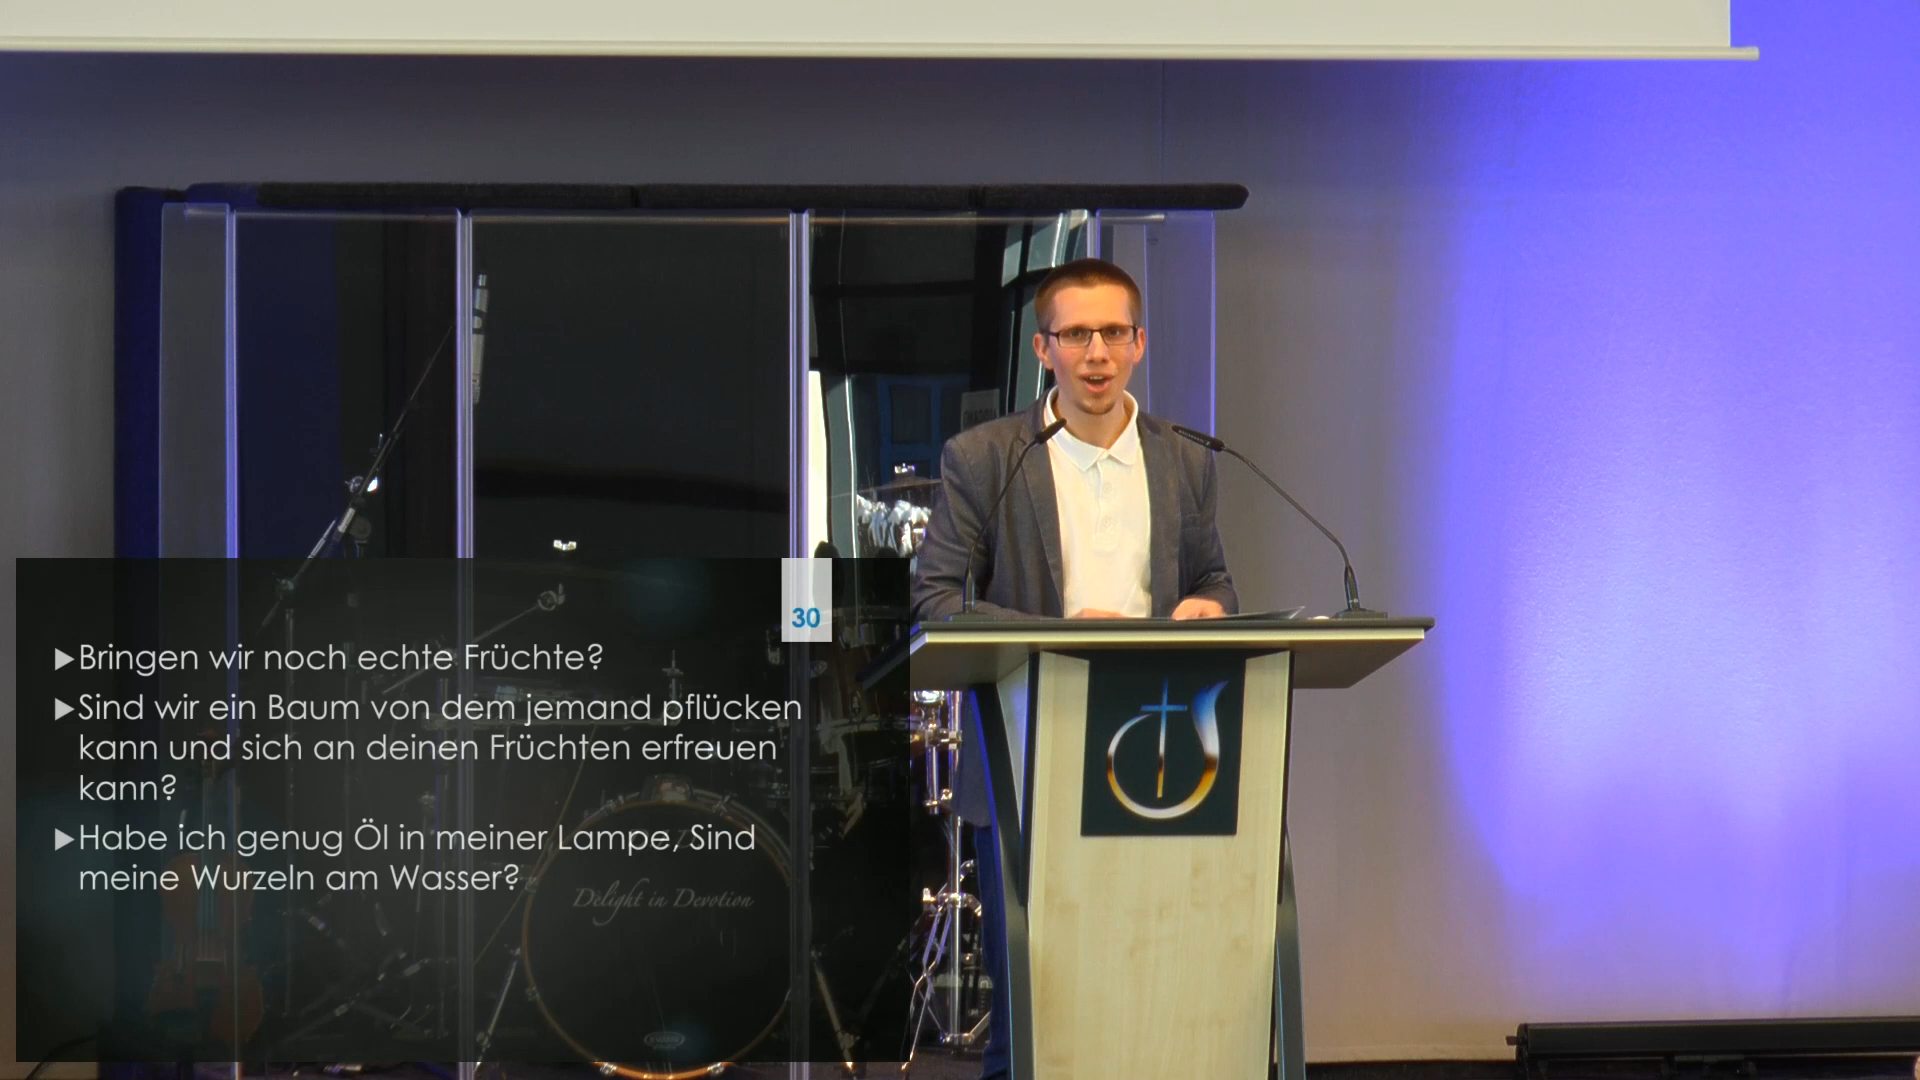 30
▶Bringen wir noch echte Früchte?
▶Sind wir ein Baum von dem jemand pflücken
kann und sich an deinen Früchten erfreuen
kann?
▶Habe ich genug Öl in meiner Lampe, Sind
meine Wurzeln am Wasser?
Delight in Devotion